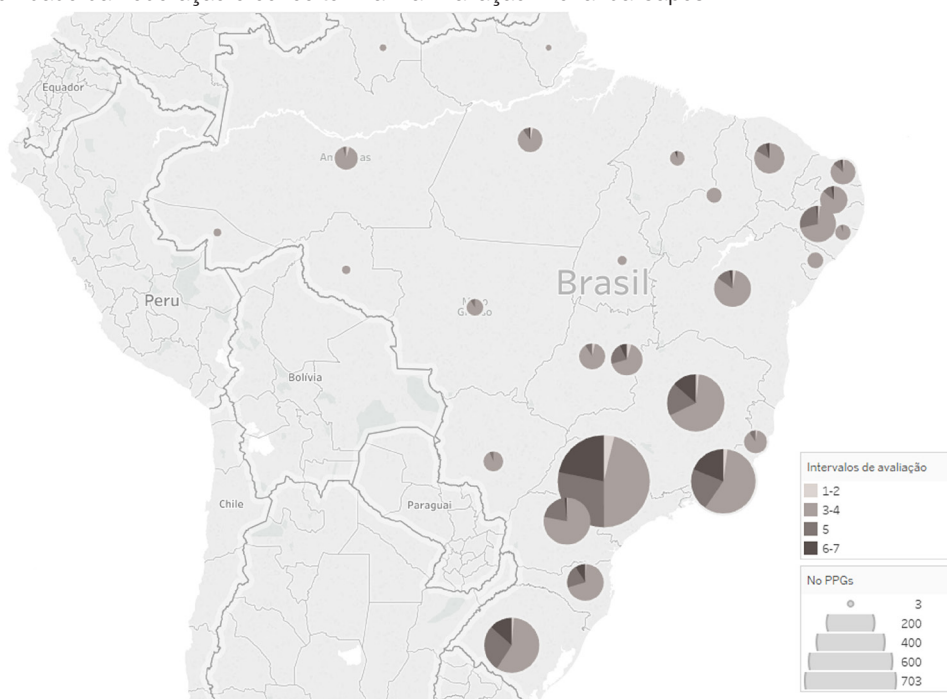 Equador
Peru
Brasil
Bolívia
Chile
Paraguai
Intervalos de avaliação
1-2
3-4
5
6-7
No PPGs
3
200
400
600
703